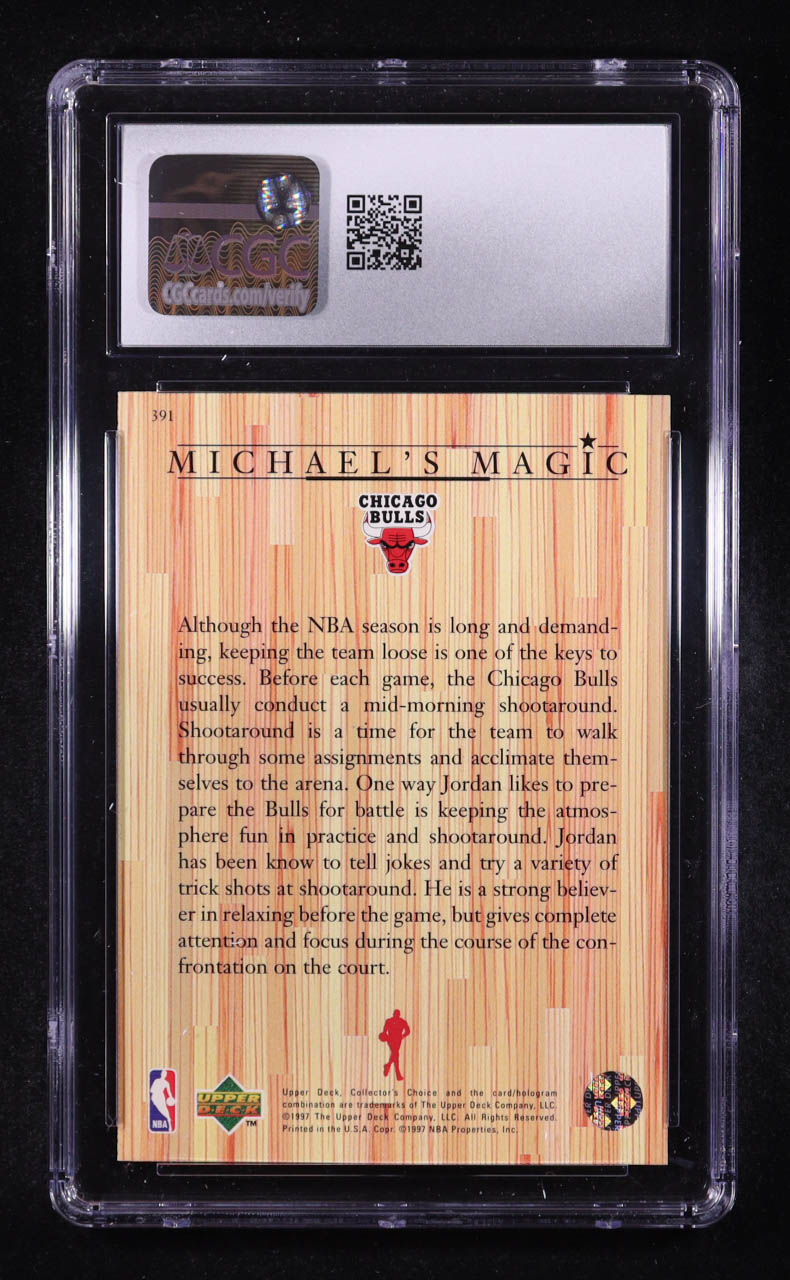 CGC
CGCcards.com/verify
391
MICHAEL'S MAGIC
CHICAGO
BULLS
Although the NBA season is long and demand-
ing, keeping the team loose is one of the keys to
success. Before each game, the Chicago Bulls
usually conduct a mid-morning shootaround.
Shootaround is a time for the team to walk
through some assignments and acclimate them-
selves to the arena. One way Jordan likes to pre-
pare the Bulls for battle is keeping the atmos-
phere fun in practice and shootaround. Jordan
has been know to tell jokes and try a variety of
trick shots at shootaround. He is a strong believ-
er in relaxing before the game, but gives complete
attention and focus during the course of the con-
frontation on the court.
NBA
UPPER
DECK
TM
Upper Deck, Collector's Choice and the card/hologram
combination are trademarks of The Upper Deck Company, LLC.
©1997 The Upper Deck Company, LLC. All Rights Reserved.
Printed in the U.S.A. Copr. ©1997 NBA Properties, Inc.